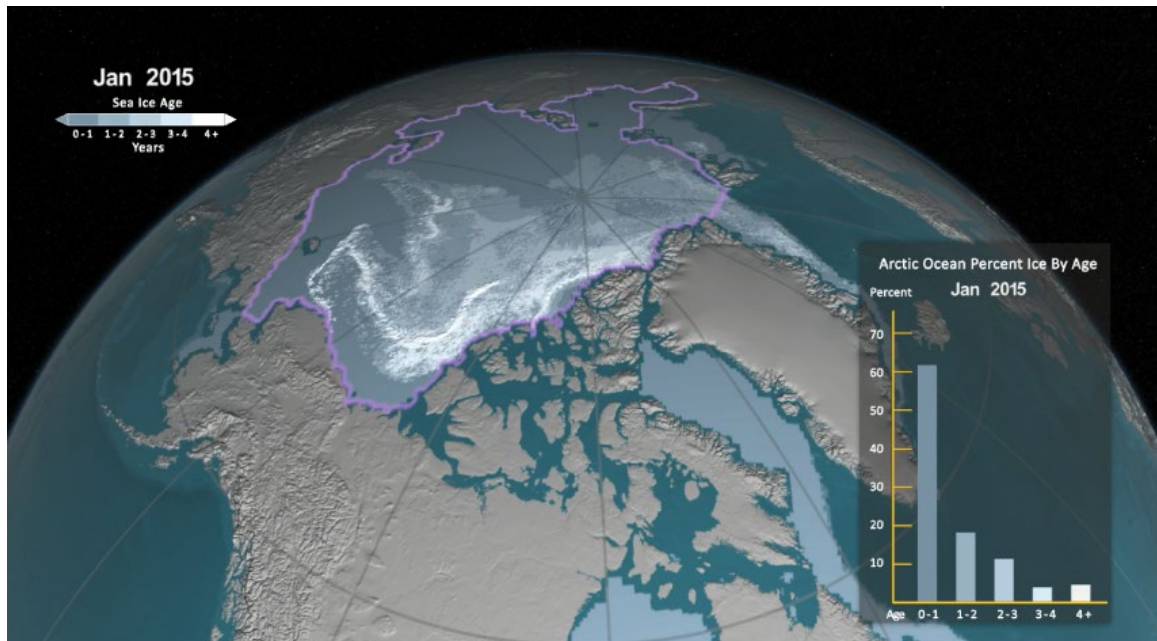 Jan 2015
Sea Ice Age
0-1 1-2 2-3 3-4 4+
Years
Arctic Ocean Percent Ice By Age
Percent
Jan 2015
70
60
50
40
30
20
10
Age 0-1 1-2 2-3 3-4 4+